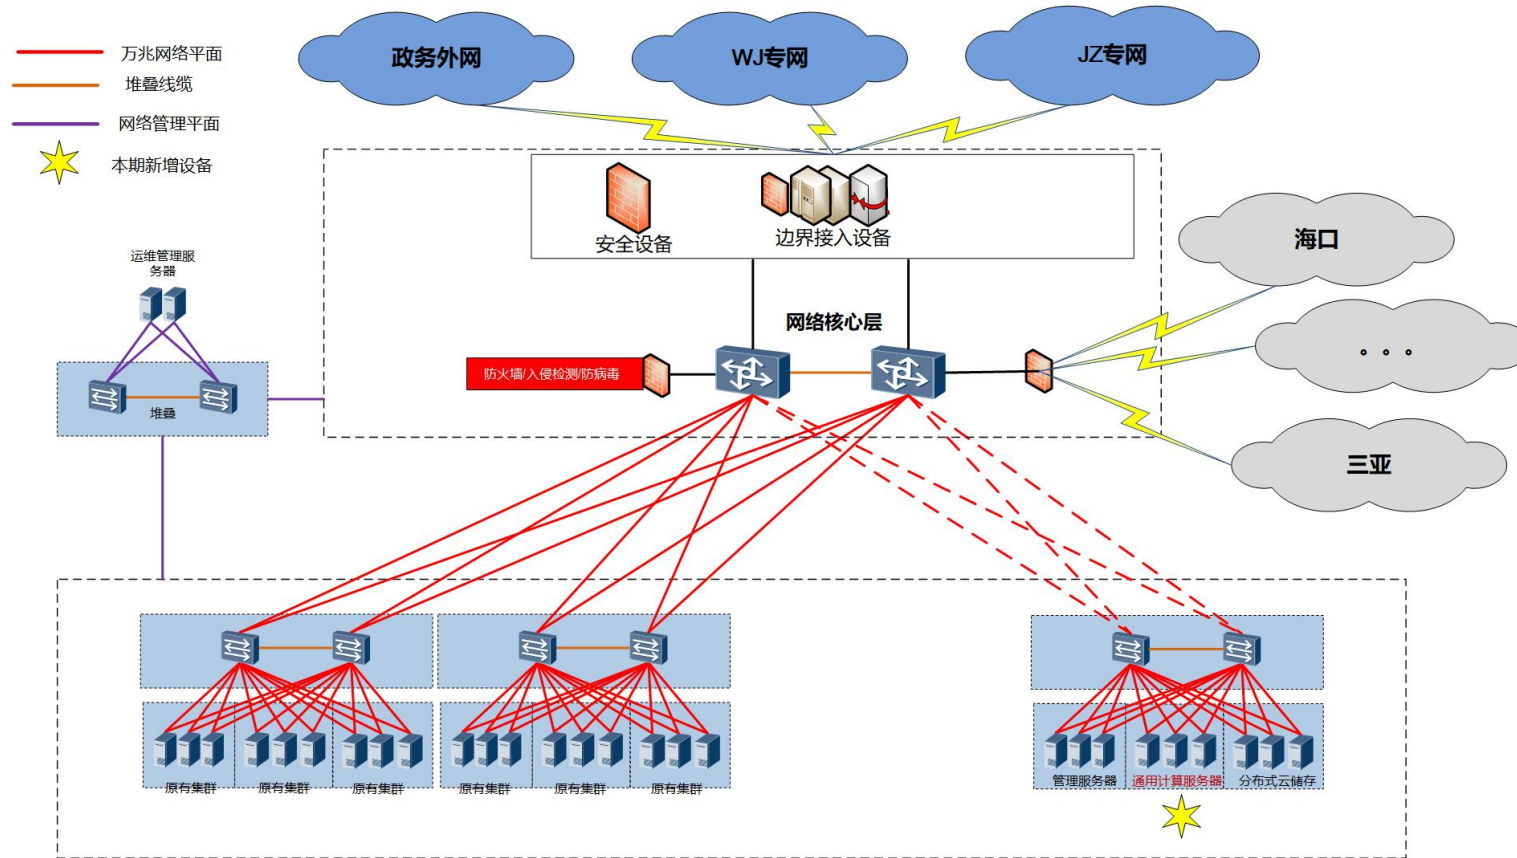 万兆网络平面
堆叠线缆
网络管理平面
本期新增设备
政务外网
WJ专网
JZ专网
安全设备
边界接入设备
海口
。。。
三亚
运维管理服
务器
堆叠
网络核心层
防火墙/入侵检测/防病毒
原有集群
原有集群
原有集群
原有集群
原有集群
原有集群
管理服务器
通用计算服务器
分布式云储存